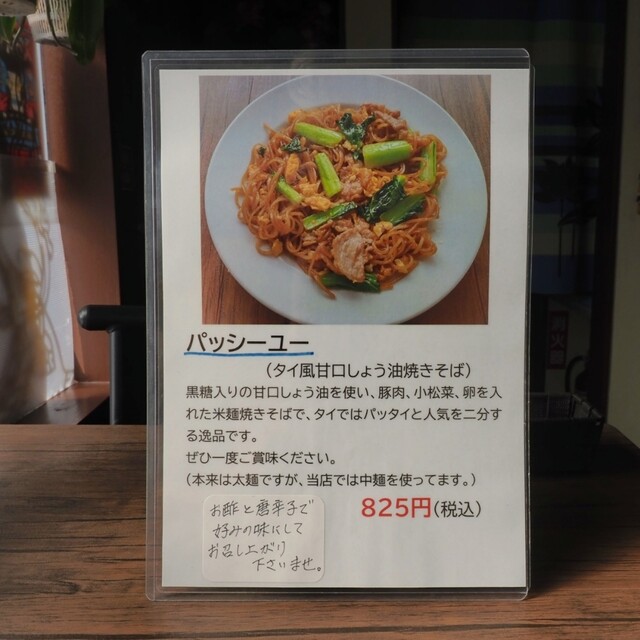 パッシーユー
(タイ風甘口しょう油焼きそば)
黒糖入りの甘口しょう油を使い、豚肉、小松菜、卵を入
れた米麺焼きそばで、タイではパッタイと人気を二分す
る逸品です。
ぜひ一度ご賞味ください。
(本来は太麺ですが、当店では中麺を使ってます。)
825円(税込)
お酢と唐辛子で
好みの味にして
お召し上がり
下さいませ。